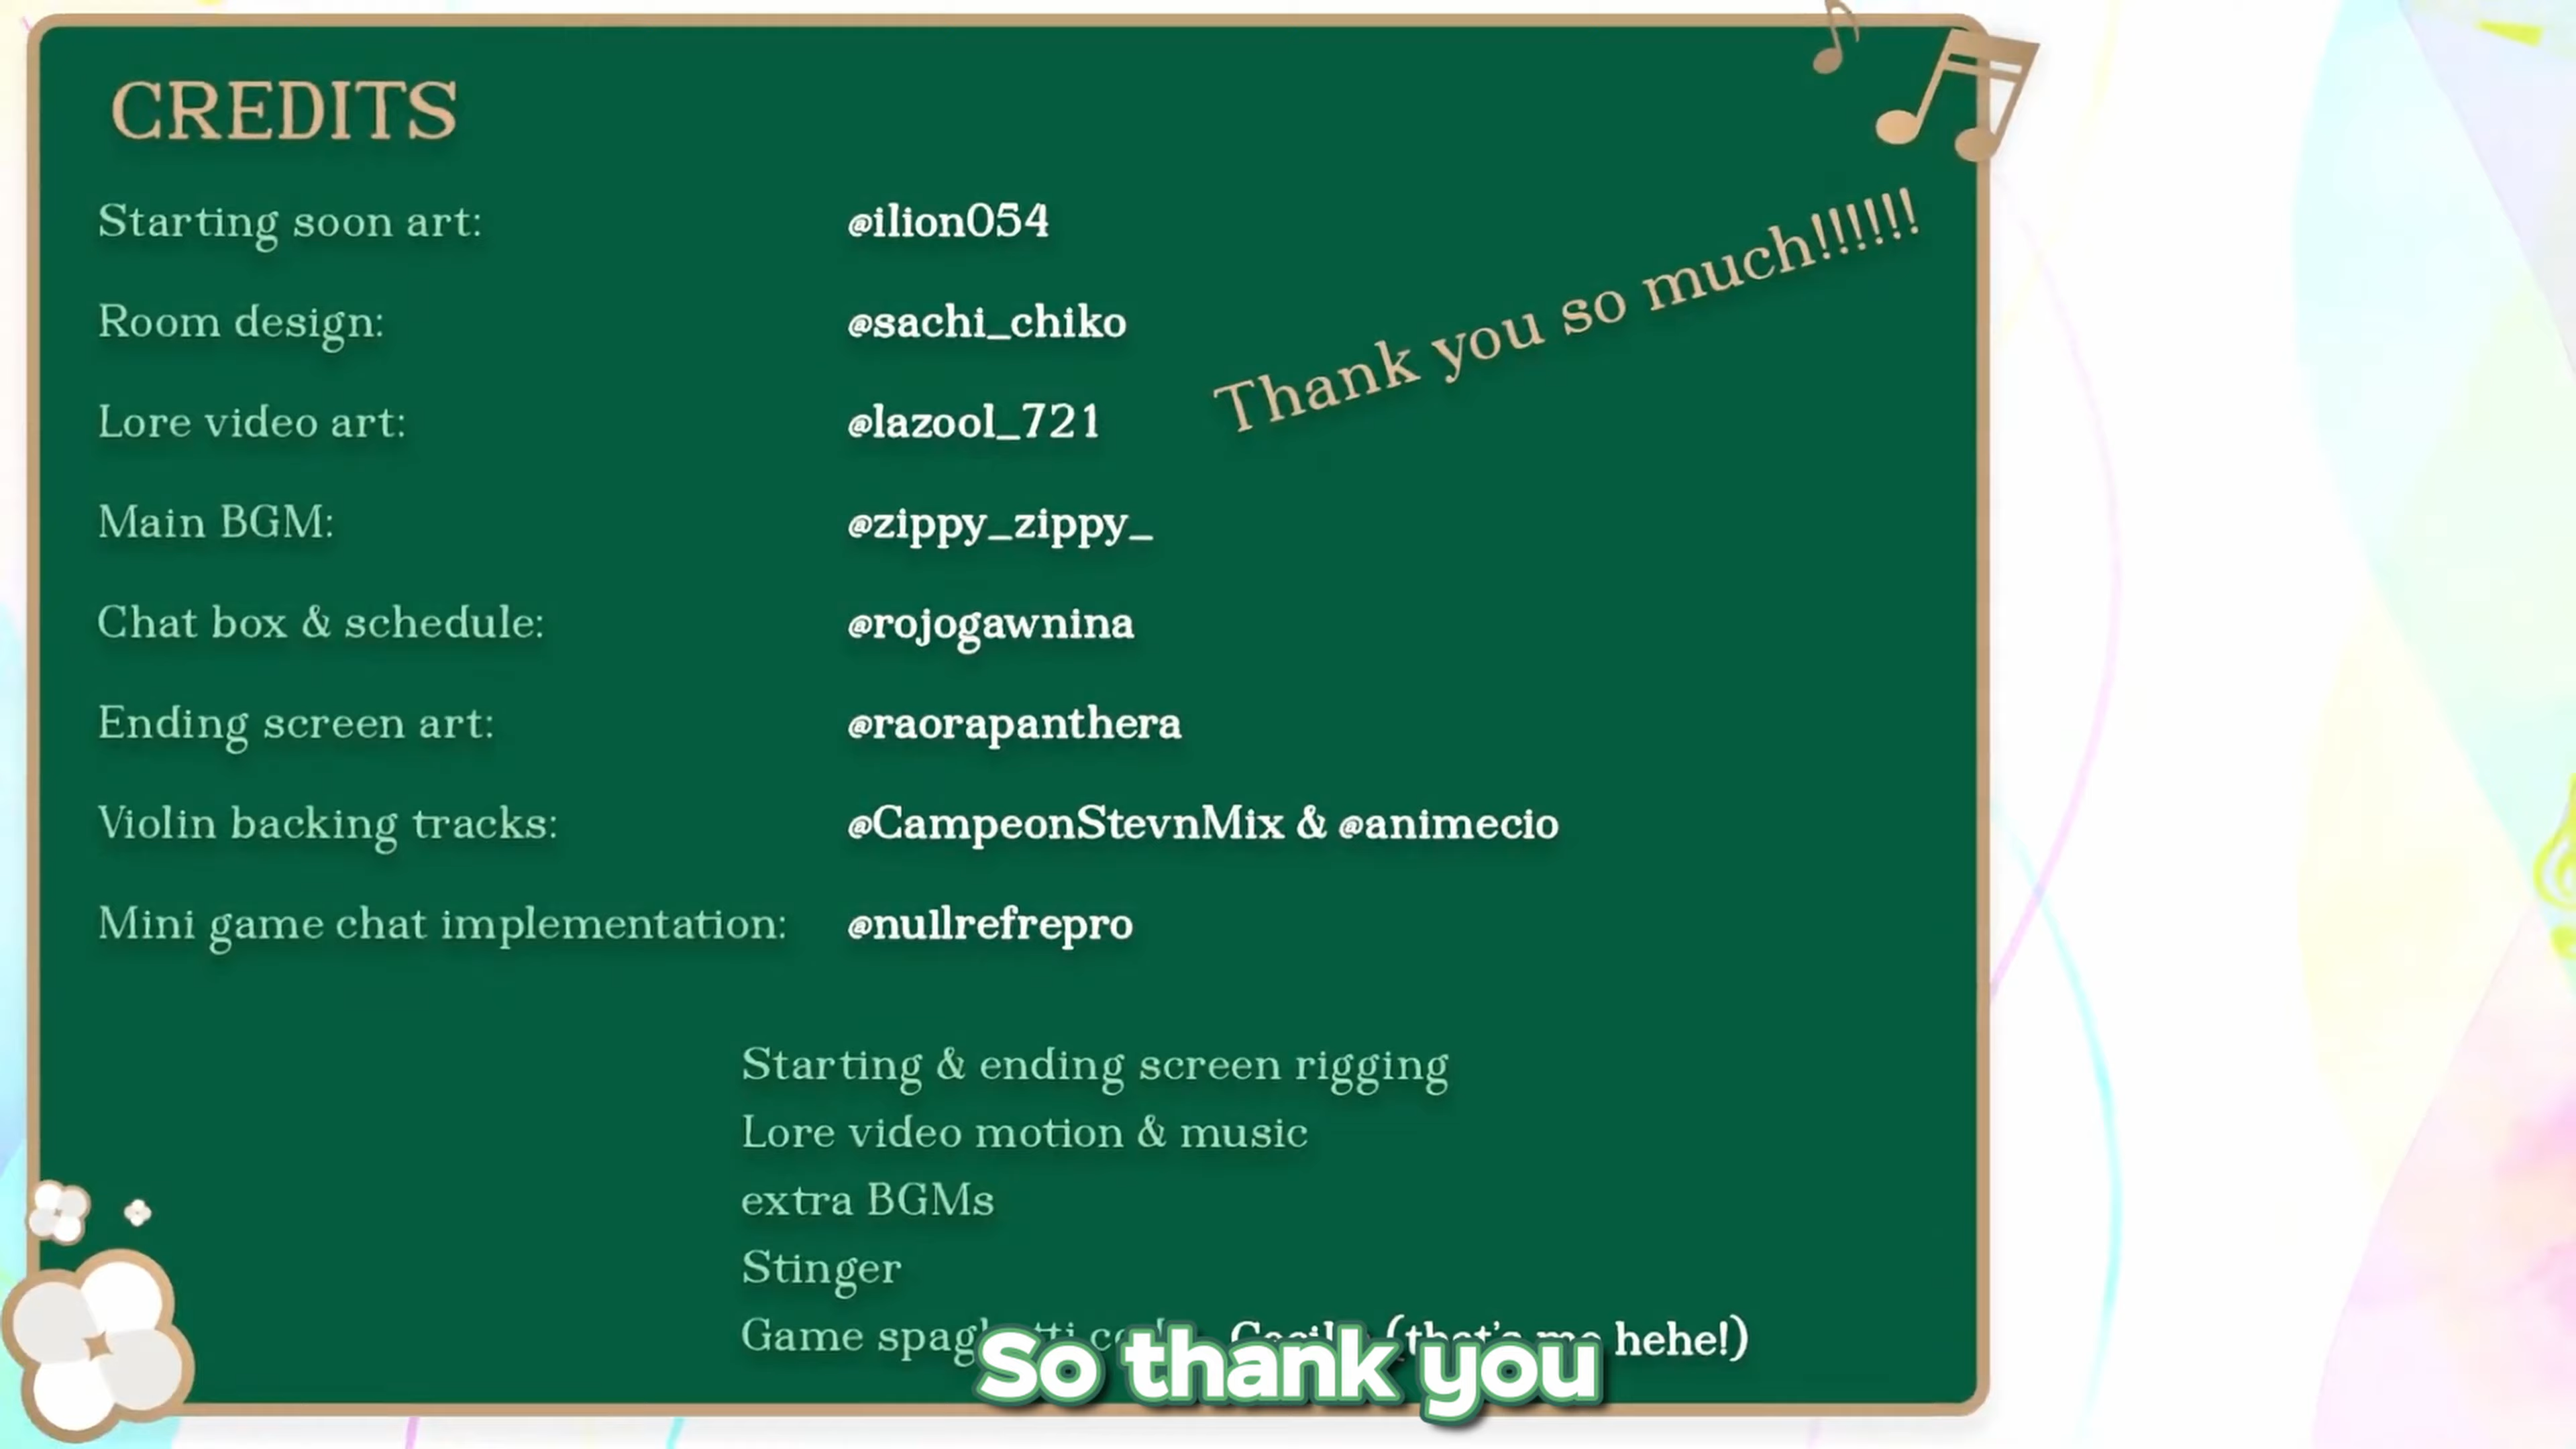 CREDITS
Starting soon art: @ilion054
Thank you so much!!!!!!
Room design: @sachi_chiko
Lore video art: @lazool_721
Main BGM: @zippy_zippy_
Chat box & schedule: @rojogawnina
Ending screen art: @raorapanthera
Violin backing tracks: @CampeonStevnMix & @animecio
Mini game chat implementation: @nullrefrepro
Starting & ending screen rigging
Lore video motion & music
extra BGMs
Stinger
Game (that's me hehe!)
So thank you